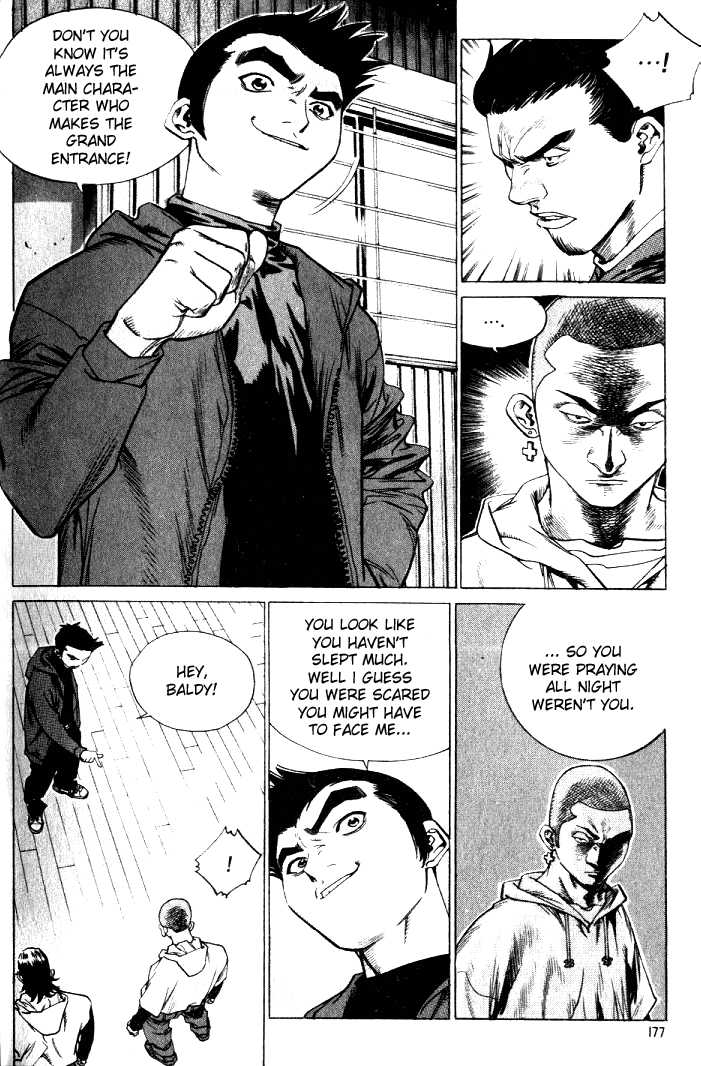 DON'T YOU
KNOW IT'S
ALWAYS THE
MAIN CHARA-
CTER WHO
MAKES THE
GRAND
ENTRANCE!
...!
....
HEY,
BALDY!
!
YOU LOOK LIKE
YOU HAVEN'T
SLEPT MUCH.
WELL I GUESS
YOU WERE SCARED
YOU MIGHT HAVE
TO FACE ME...
... SO YOU
WERE PRAYING
ALL NIGHT
WEREN'T YOU.
177